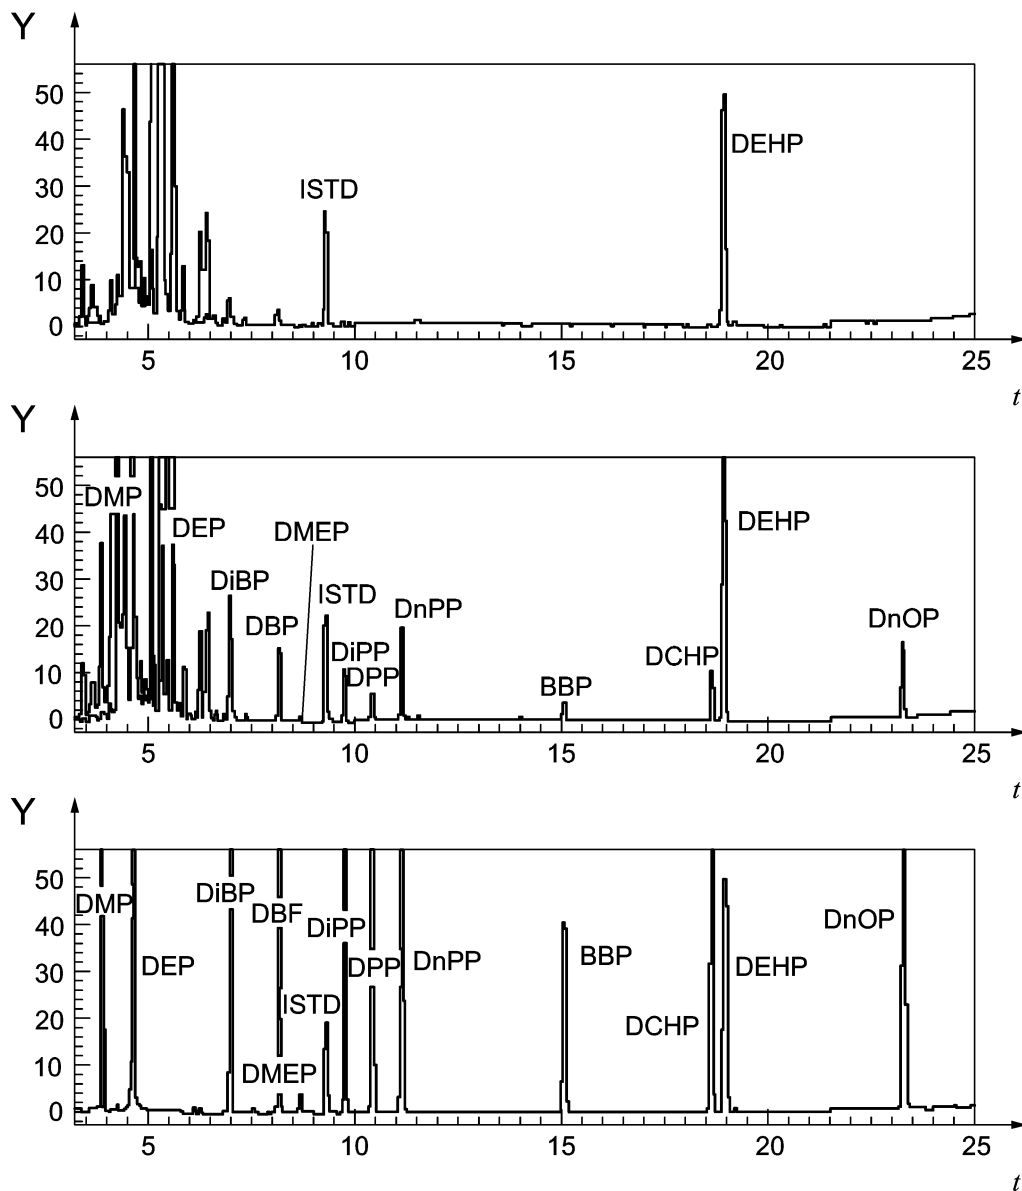 Y
50
40
30
20
10
0
ISTD
DEHP
5 10 15 20 25
t
Y
50
40
30
20
10
0
DMP
DEP
DMEP
DEHP
DiBP
ISTD
DnPP
DBP
DnOP
DiPP
DCHP
DPP
BBP
5 10 15 20 25
t
Y
50
40
30
20
10
0
DiBP
DMP
DBF
DnOP
DiPP
BBP
DEP
DPP
DnPP
DEHP
ISTD
DCHP
DMEP
5 10 15 20 25
t